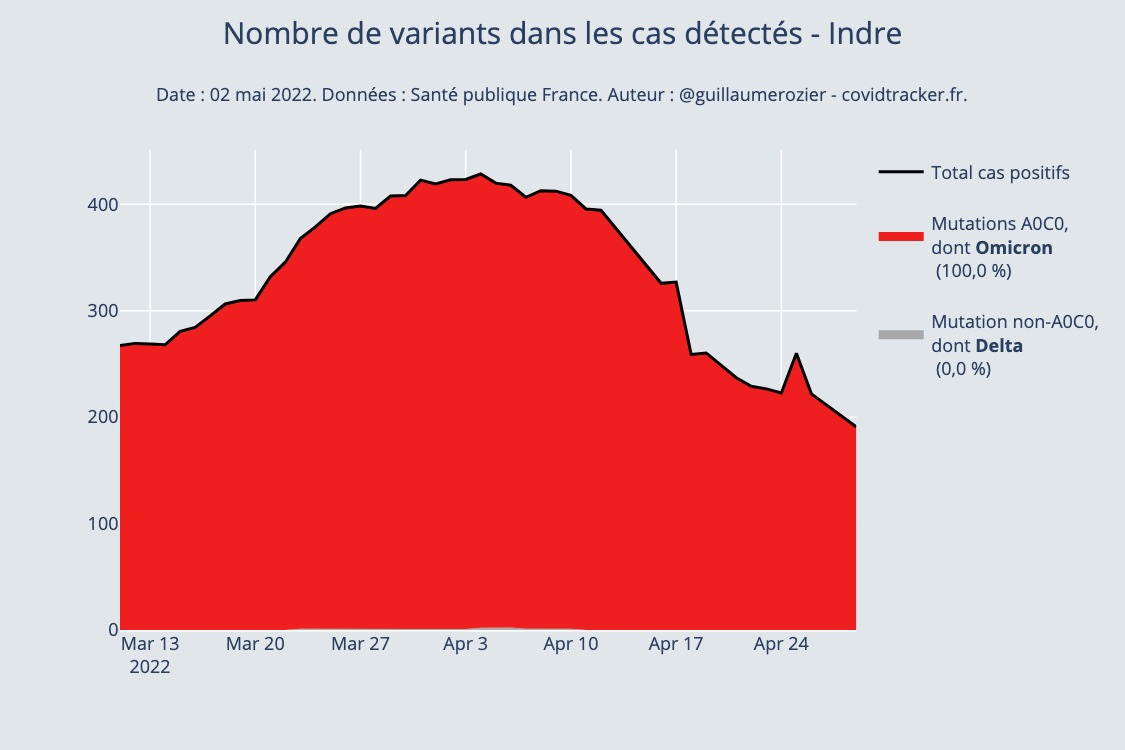 Nombre de variants dans les cas détectés - Indre
Date : 02 mai 2022. Données : Santé publique France. Auteur : @guillaumerozier - covidtracker.fr.
Total cas positifs
Mutations A0C0,
dont Omicron
(100,0 %)
Mutation non-A0C0,
dont Delta
(0,0 %)
400
300
200
100
0
Mar 13 Mar 20 Mar 27 Apr 3 Apr 10 Apr 17 Apr 24
2022